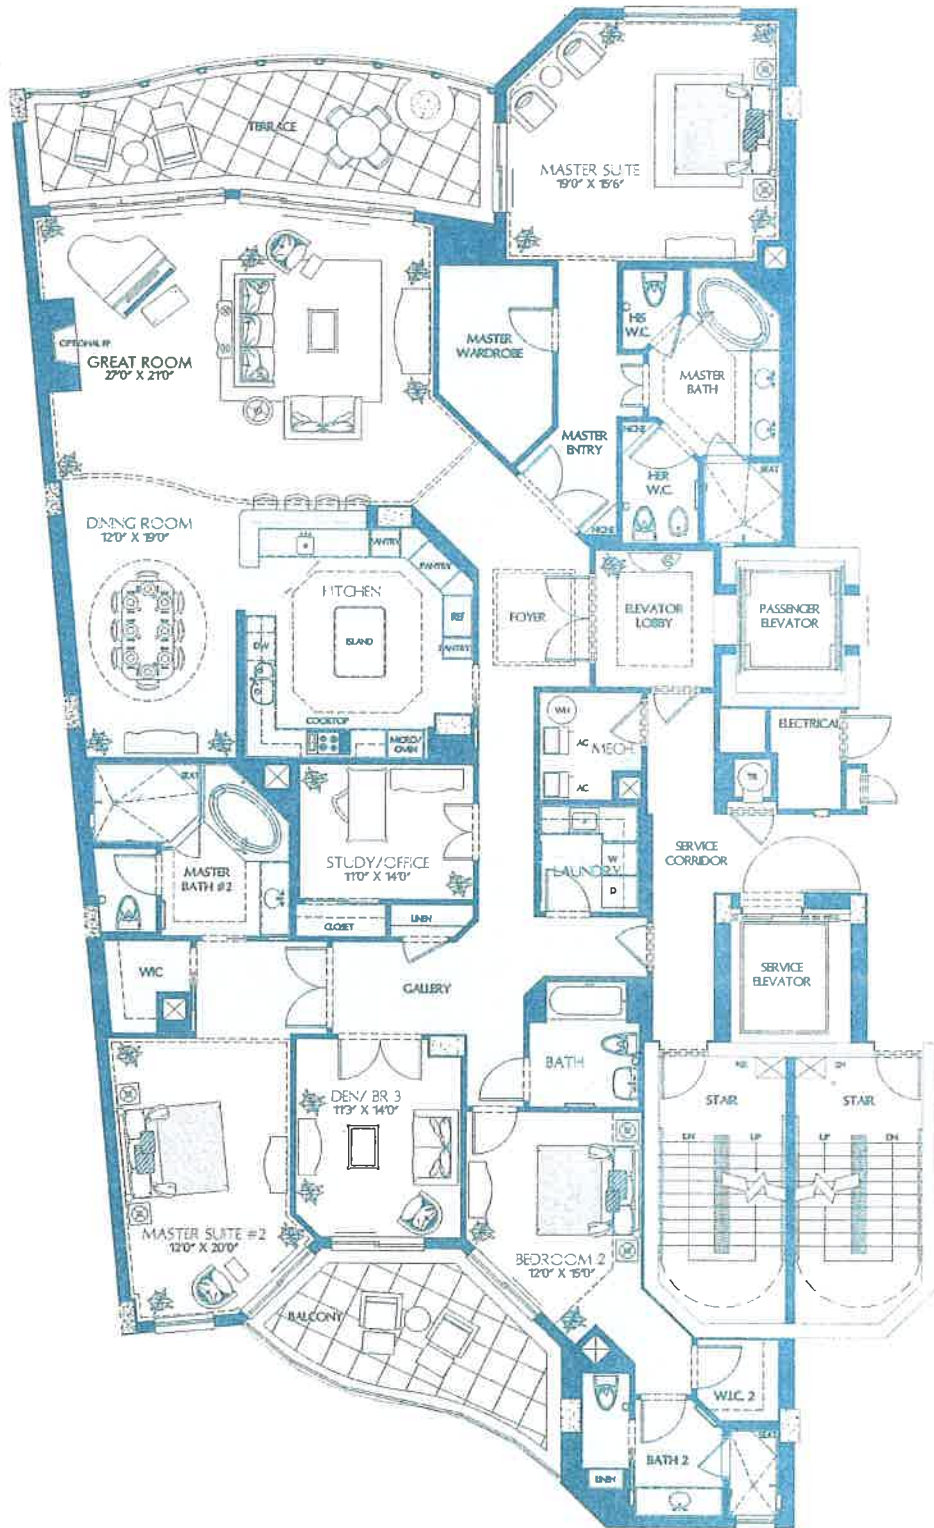 TERRACE
MASTER SUITE
19'0" X 15'6"
OPTIONAL FP
GREAT ROOM
27'0" X 21'0"
MASTER
WARDROBE
HIS
W.C.
MASTER
BATH
MASTER
ENTRY
NICHE
HER
W.C.
SEAT
NICHE
DINING ROOM
12'0" X 19'0"
PANTRY
PANTRY
KITCHEN
REF
ISLAND
PANTRY
DW
COOKTOP
MICRO/
OVEN
FOYER
ELEVATOR
LOBBY
PASSENGER
ELEVATOR
WH
AC
MECH
AC
ELECTRICAL
TR
SEAT
MASTER
BATH #2
STUDY/OFFICE
11'0" X 14'0"
CLOSET
LINEN
LAUNDRY
W
D
SERVICE
CORRIDOR
WIC
GALLERY
SERVICE
ELEVATOR
BATH
DEN/ BR 3
11'3" X 14'0"
STAIR
STAIR
DN
UP
UP
DN
MASTER SUITE #2
12'0" X 20'0"
BEDROOM 2
12'0" X 15'0"
BALCONY
W.I.C. 2
SEAT
BATH 2
LINEN